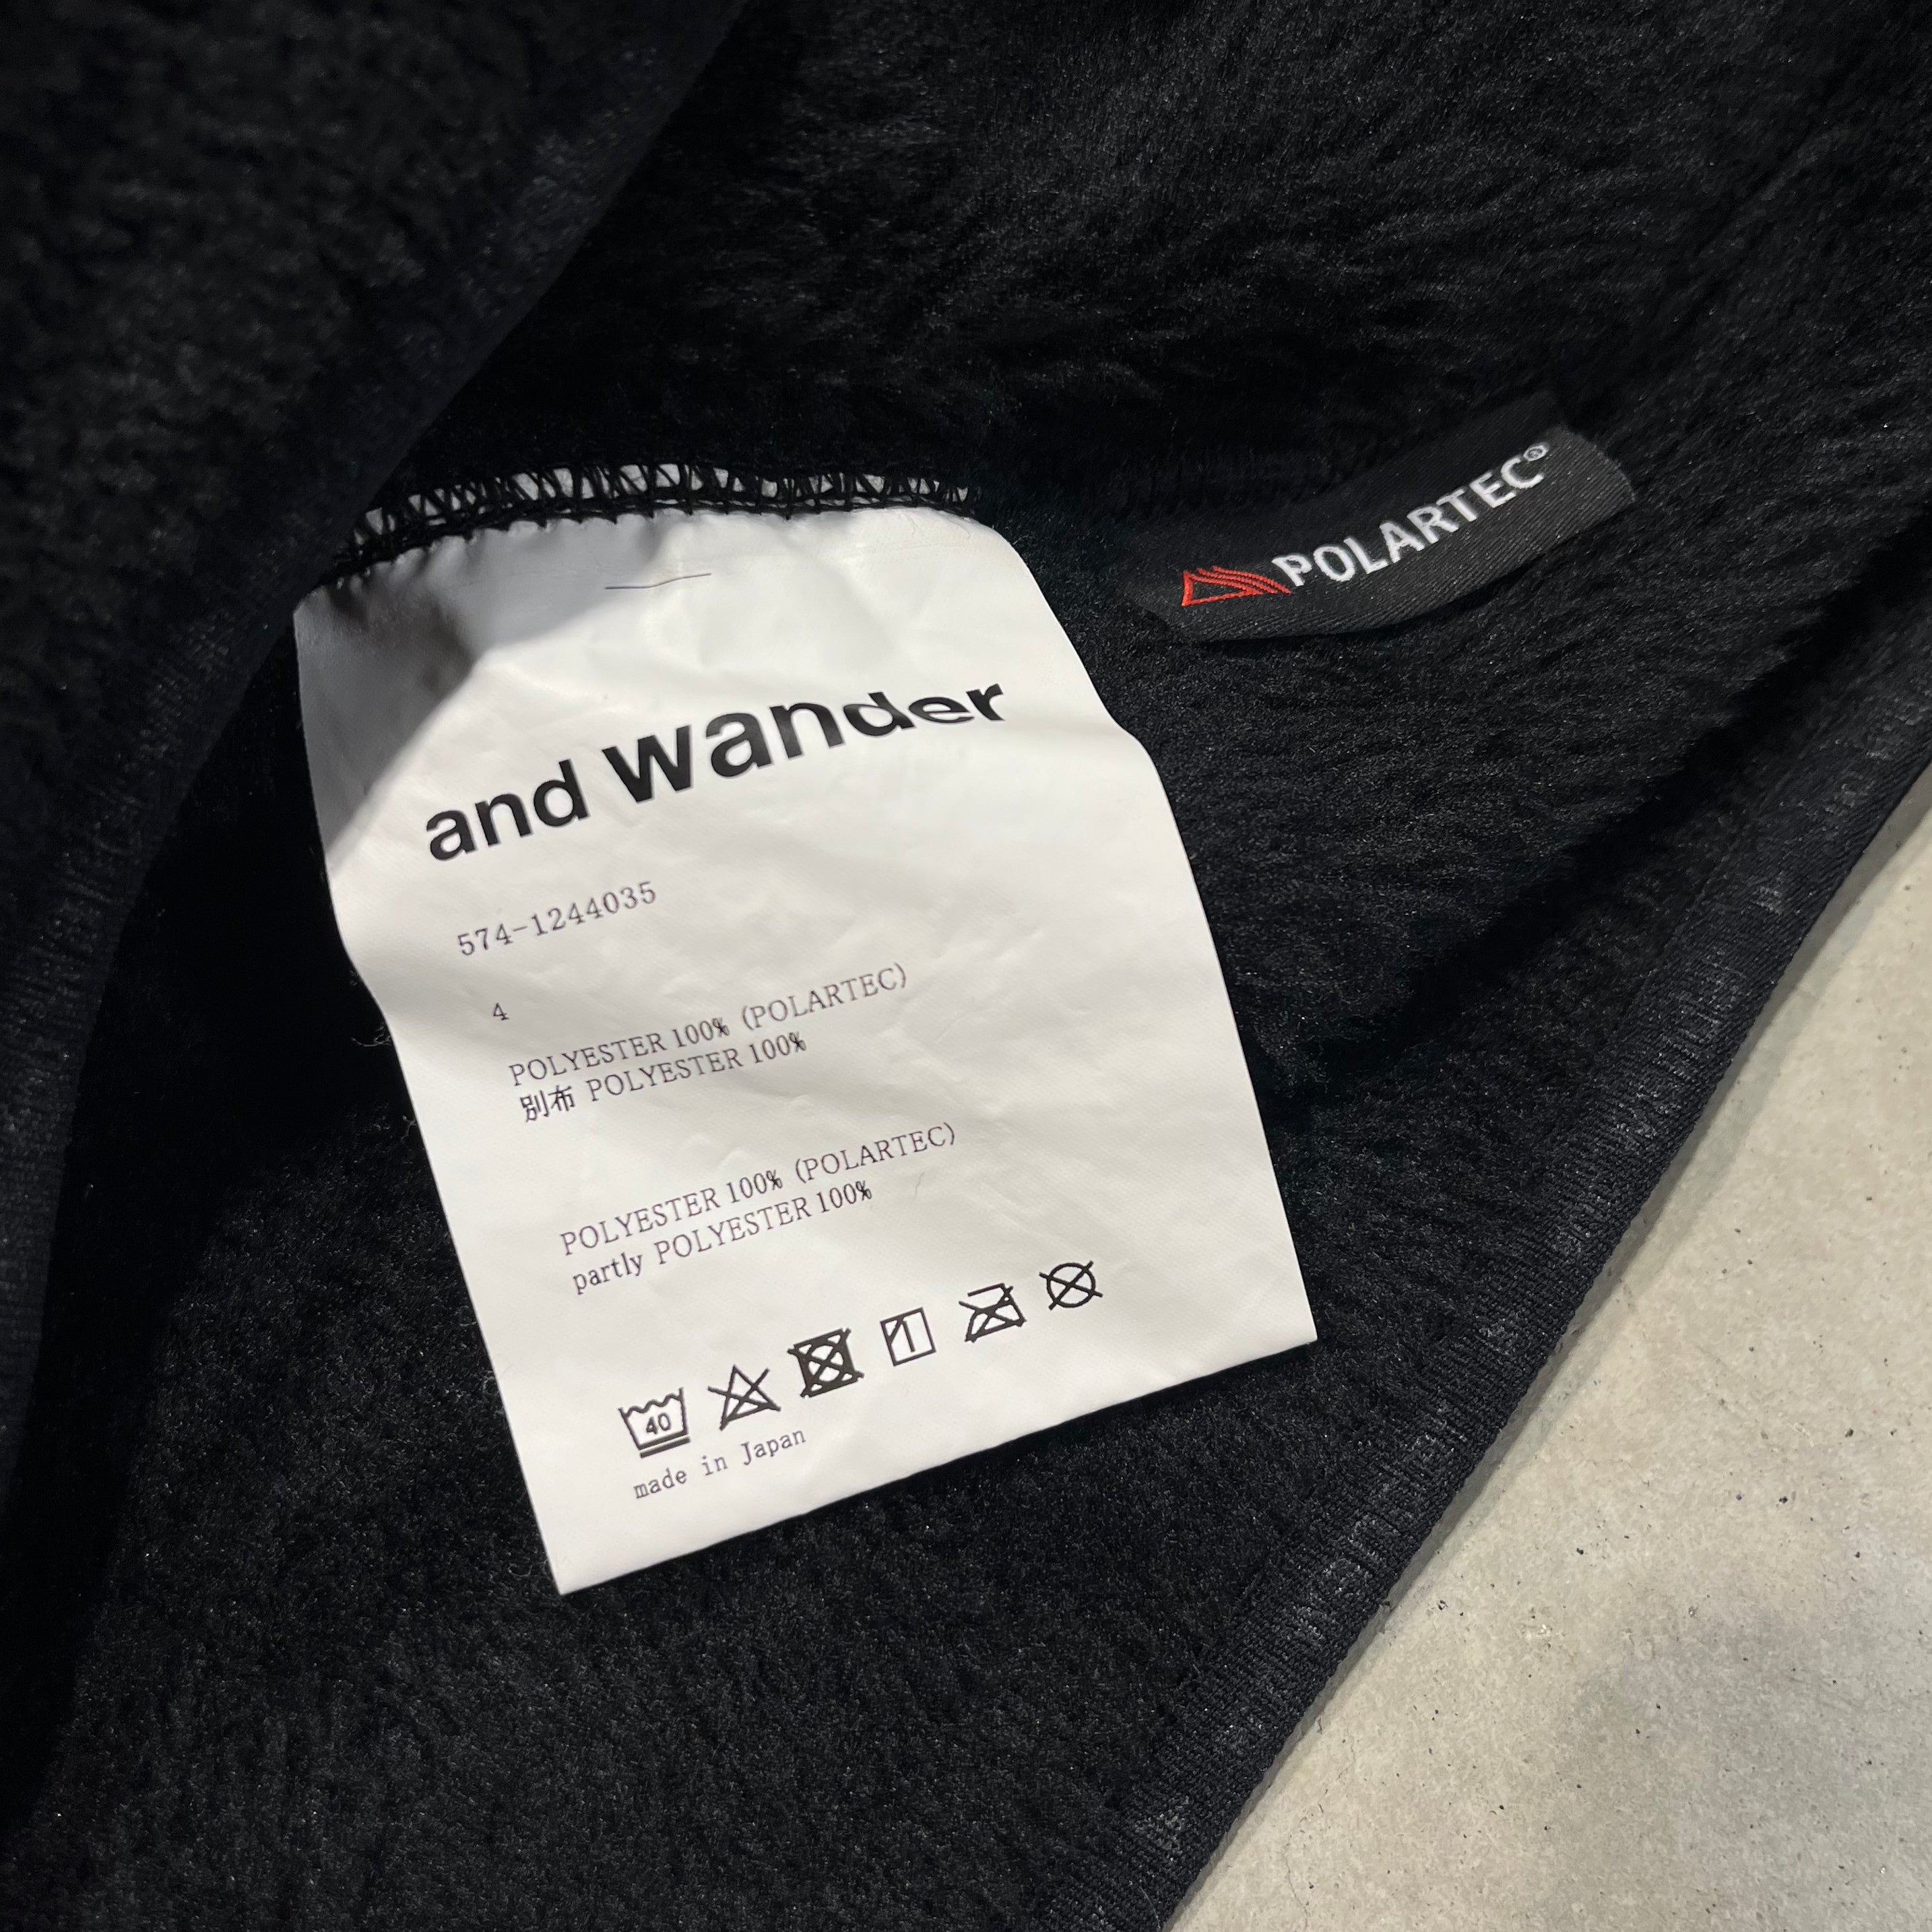 POLARTEC®
and wander
574-1244035
4
POLYESTER 100% (POLARTEC)
別布 POLYESTER 100%
POLYESTER 100% (POLARTEC)
partly POLYESTER 100%
40
made in Japan